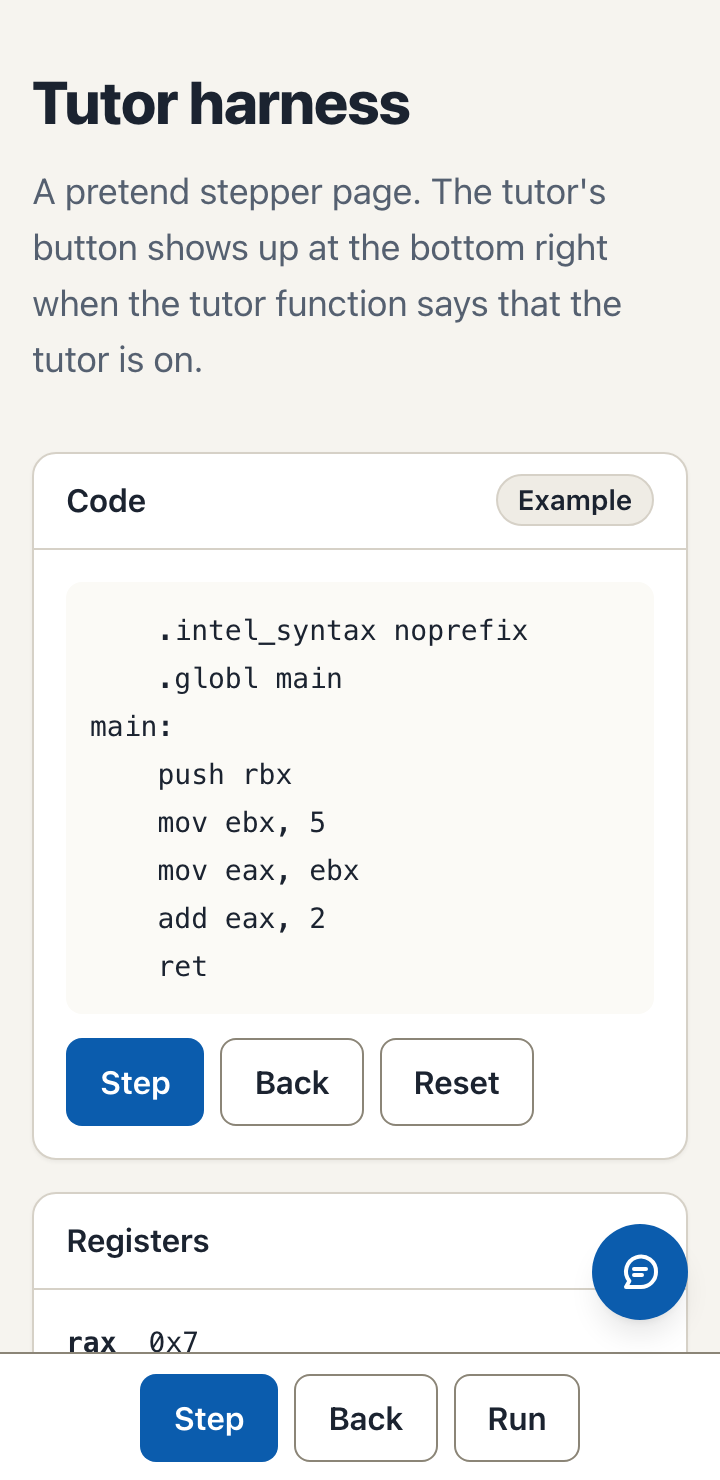 Tutor harness
A pretend stepper page. The tutor's
button shows up at the bottom right
when the tutor function says that the
tutor is on.
Code
Example
.intel_syntax noprefix
.globl main
main:
push rbx
mov ebx, 5
mov eax, ebx
add eax, 2
ret
Step Back Reset
Registers
rax 0x7
Step Back Run